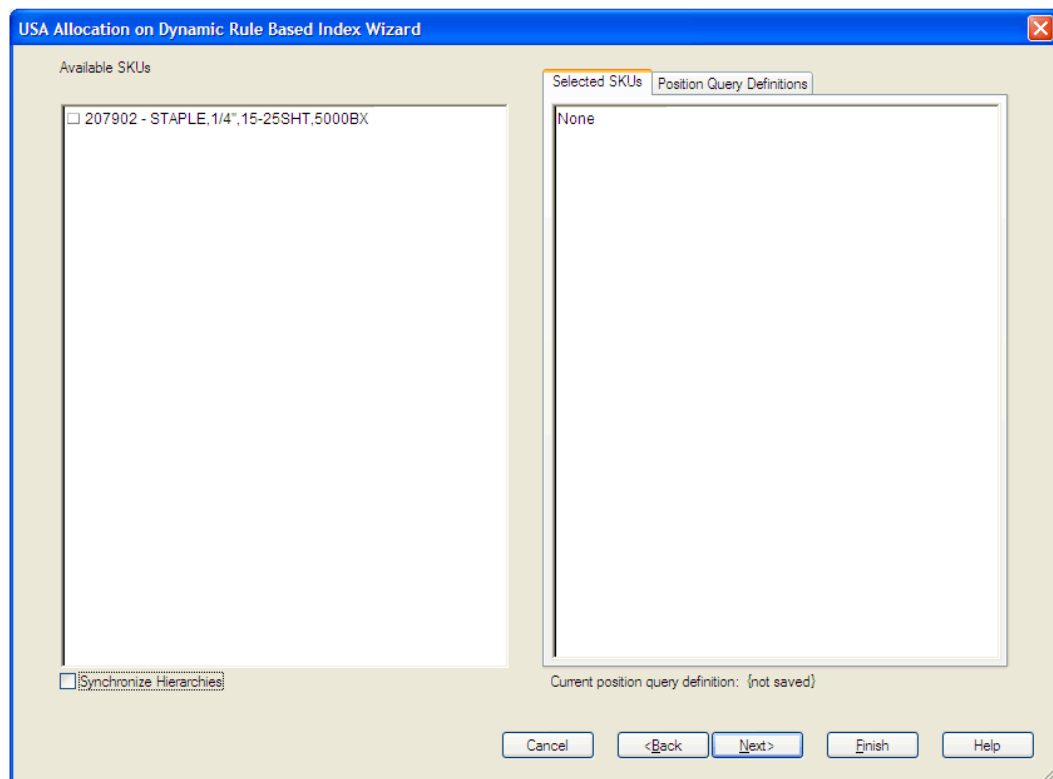 USA Allocation on Dynamic Rule Based Index Wizard
Available SKUs
Selected SKUs
Position Query Definitions
207902 - STAPLE,1/4",15-25SHT,5000BX
None
Synchronize Hierarchies
Current position query definition: {not saved}
Cancel
<Back
Next>
Finish
Help